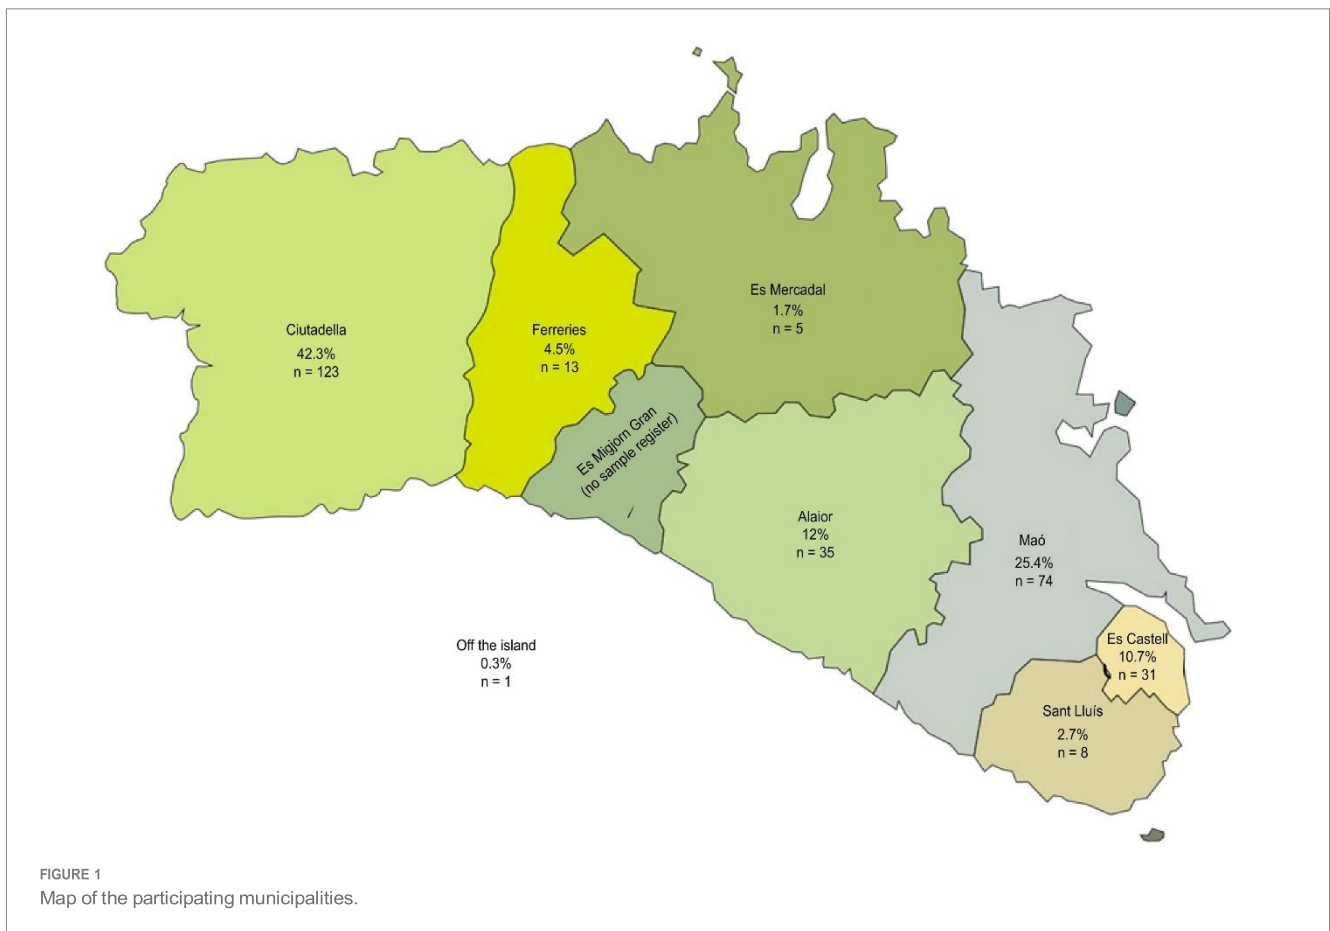 Es Mercadal
1.7%
n = 5
Ciutadella
42.3%
n = 123
Ferreries
4.5%
n = 13
Es Migjorn Gran
(no sample register)
Alaior
12%
n = 35
Maó
25.4%
n = 74
Off the island
0.3%
n = 1
Es Castell
10.7%
n = 31
Sant Lluís
2.7%
n = 8
FIGURE 1
Map of the participating municipalities.